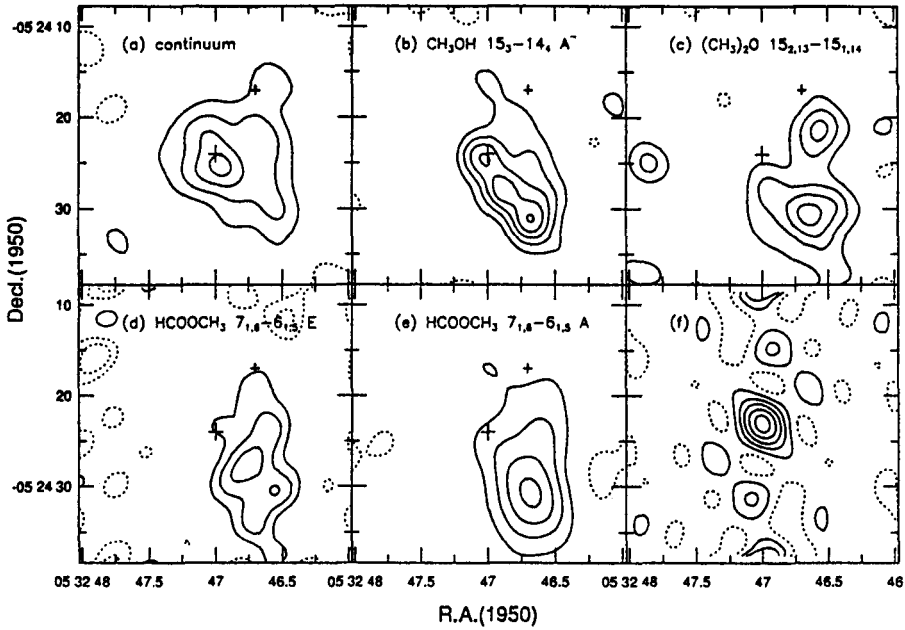 -05 24 10
20
30
Decl.(1950)
10
20
-05 24 30
(a) continuum
(b) CH₃OH 15₃–14₄ A⁻
(c) (CH₃)₂O 15₂,₁₃–15₁,₁₄
(d) HCOOCH₃ 7₁,₆–6₁,₅ E
(e) HCOOCH₃ 7₁,₆–6₁,₅ A
(f)
05 32 48 47.5 47 46.5 05 32 48 47.5 47 46.5 05 32 48 47.5 47 46.5 46
R.A.(1950)